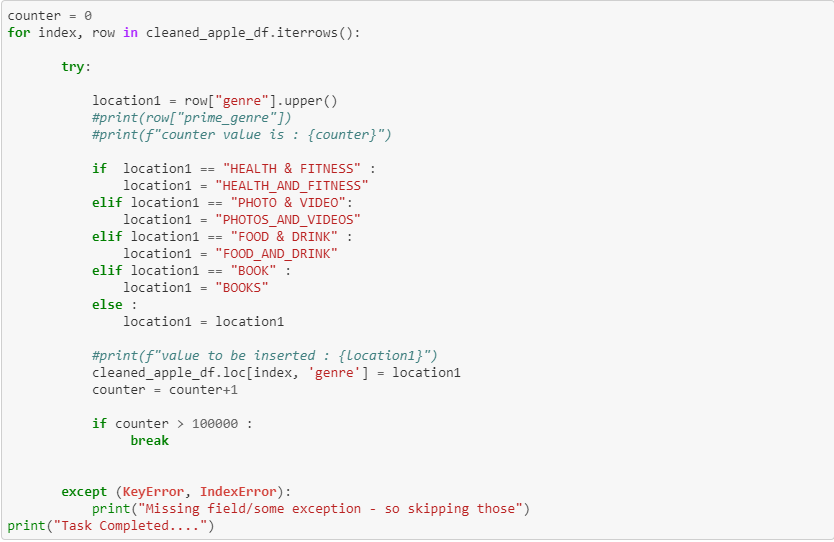 counter = 0
for index, row in cleaned_apple_df.iterrows():
try:
location1 = row["genre"].upper()
#print(row["prime_genre"])
#print(f"counter value is : {counter}")
if  location1 == "HEALTH & FITNESS" :
location1 = "HEALTH_AND_FITNESS"
elif location1 == "PHOTO & VIDEO":
location1 = "PHOTOS_AND_VIDEOS"
elif location1 == "FOOD & DRINK" :
location1 = "FOOD_AND_DRINK"
elif location1 == "BOOK" :
location1 = "BOOKS"
else :
location1 = location1
#print(f"value to be inserted : {location1}")
cleaned_apple_df.loc[index, 'genre'] = location1
counter = counter+1
if counter > 100000 :
break
except (KeyError, IndexError):
print("Missing field/some exception - so skipping those")
print("Task Completed....")